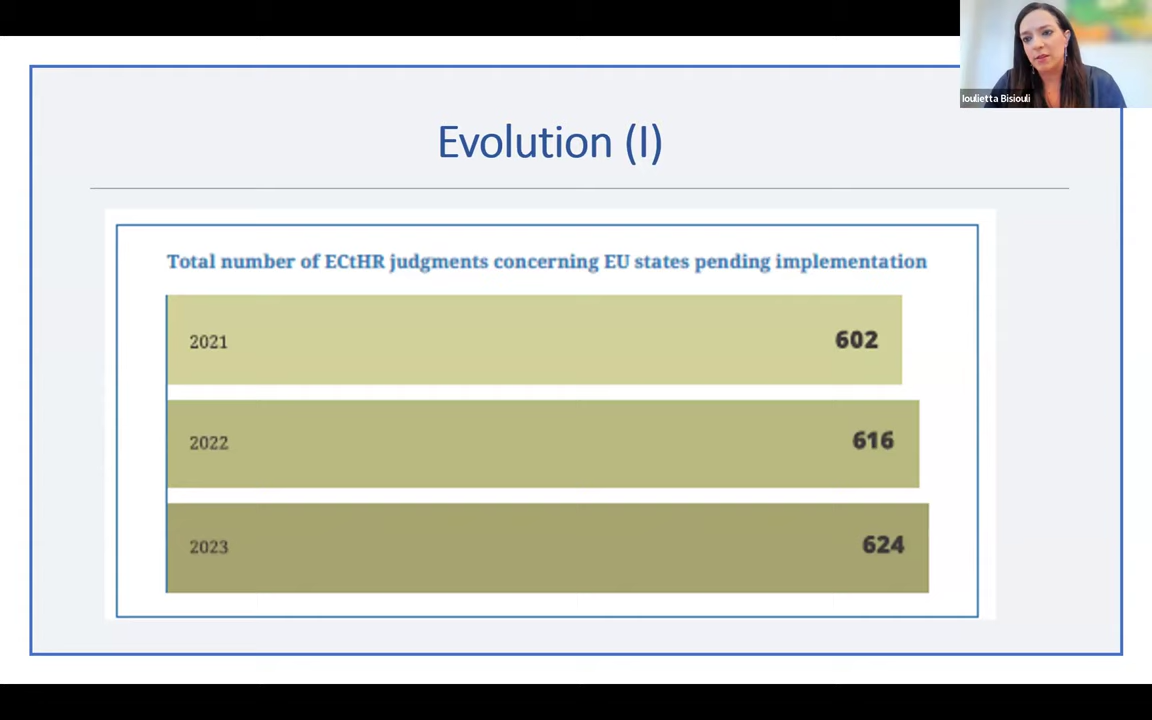 Ioulietta Bisiouli
Evolution (I)
Total number of ECtHR judgments concerning EU states pending implementation
2021 602
2022 616
2023 624